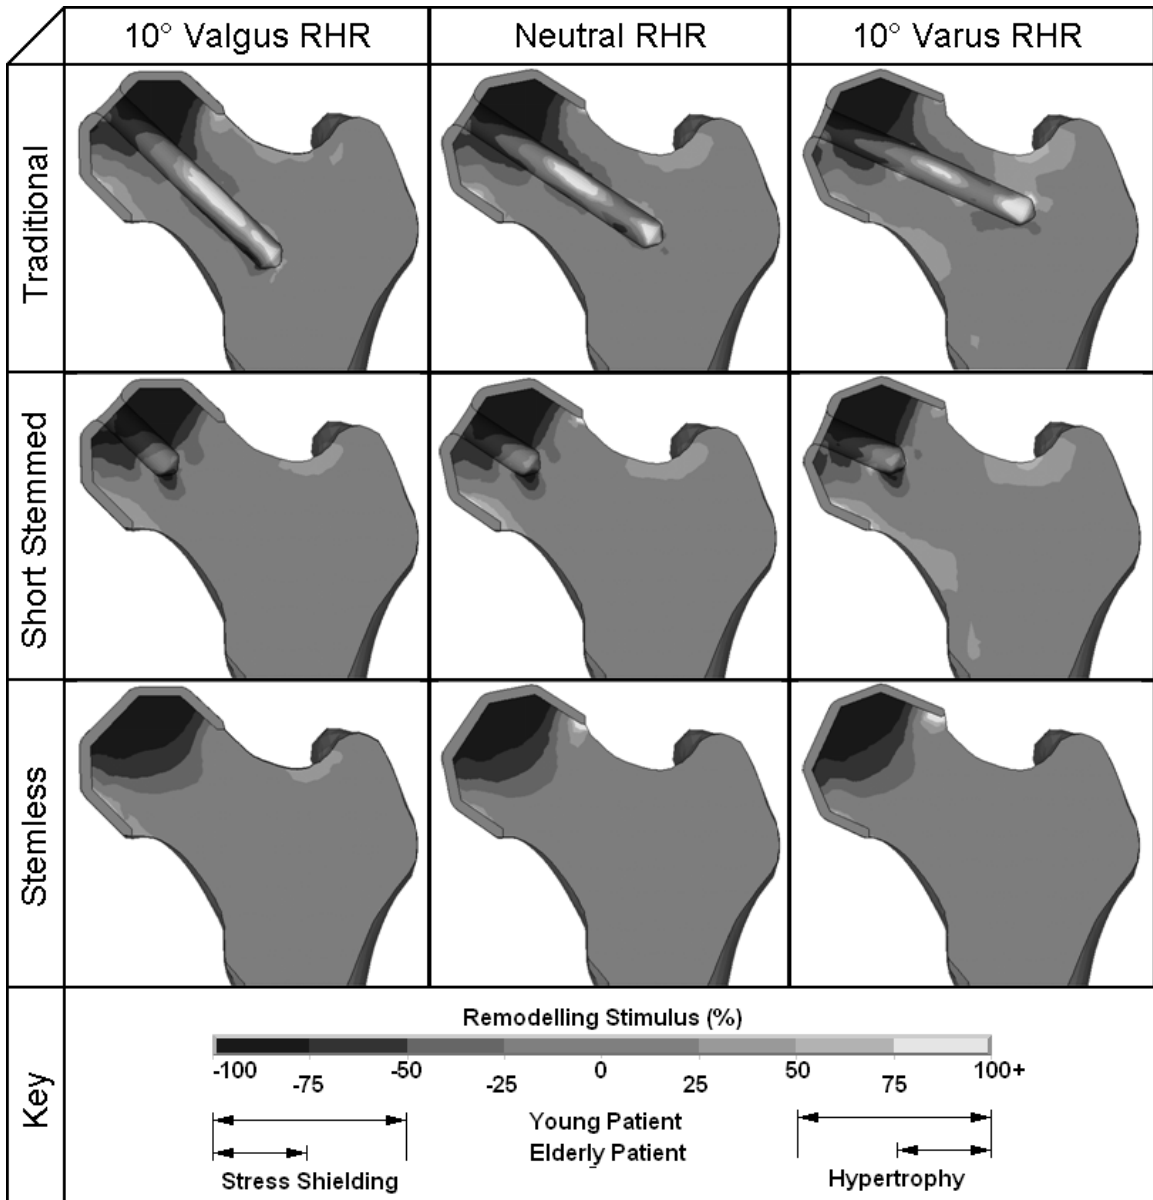 10° Valgus RHR
Neutral RHR
10° Varus RHR
Traditional
Short Stemmed
Stemless
Key
Remodelling Stimulus (%)
-100 -75 -50 -25 0 25 50 75 100+
Young Patient
Elderly Patient
Stress Shielding
Hypertrophy